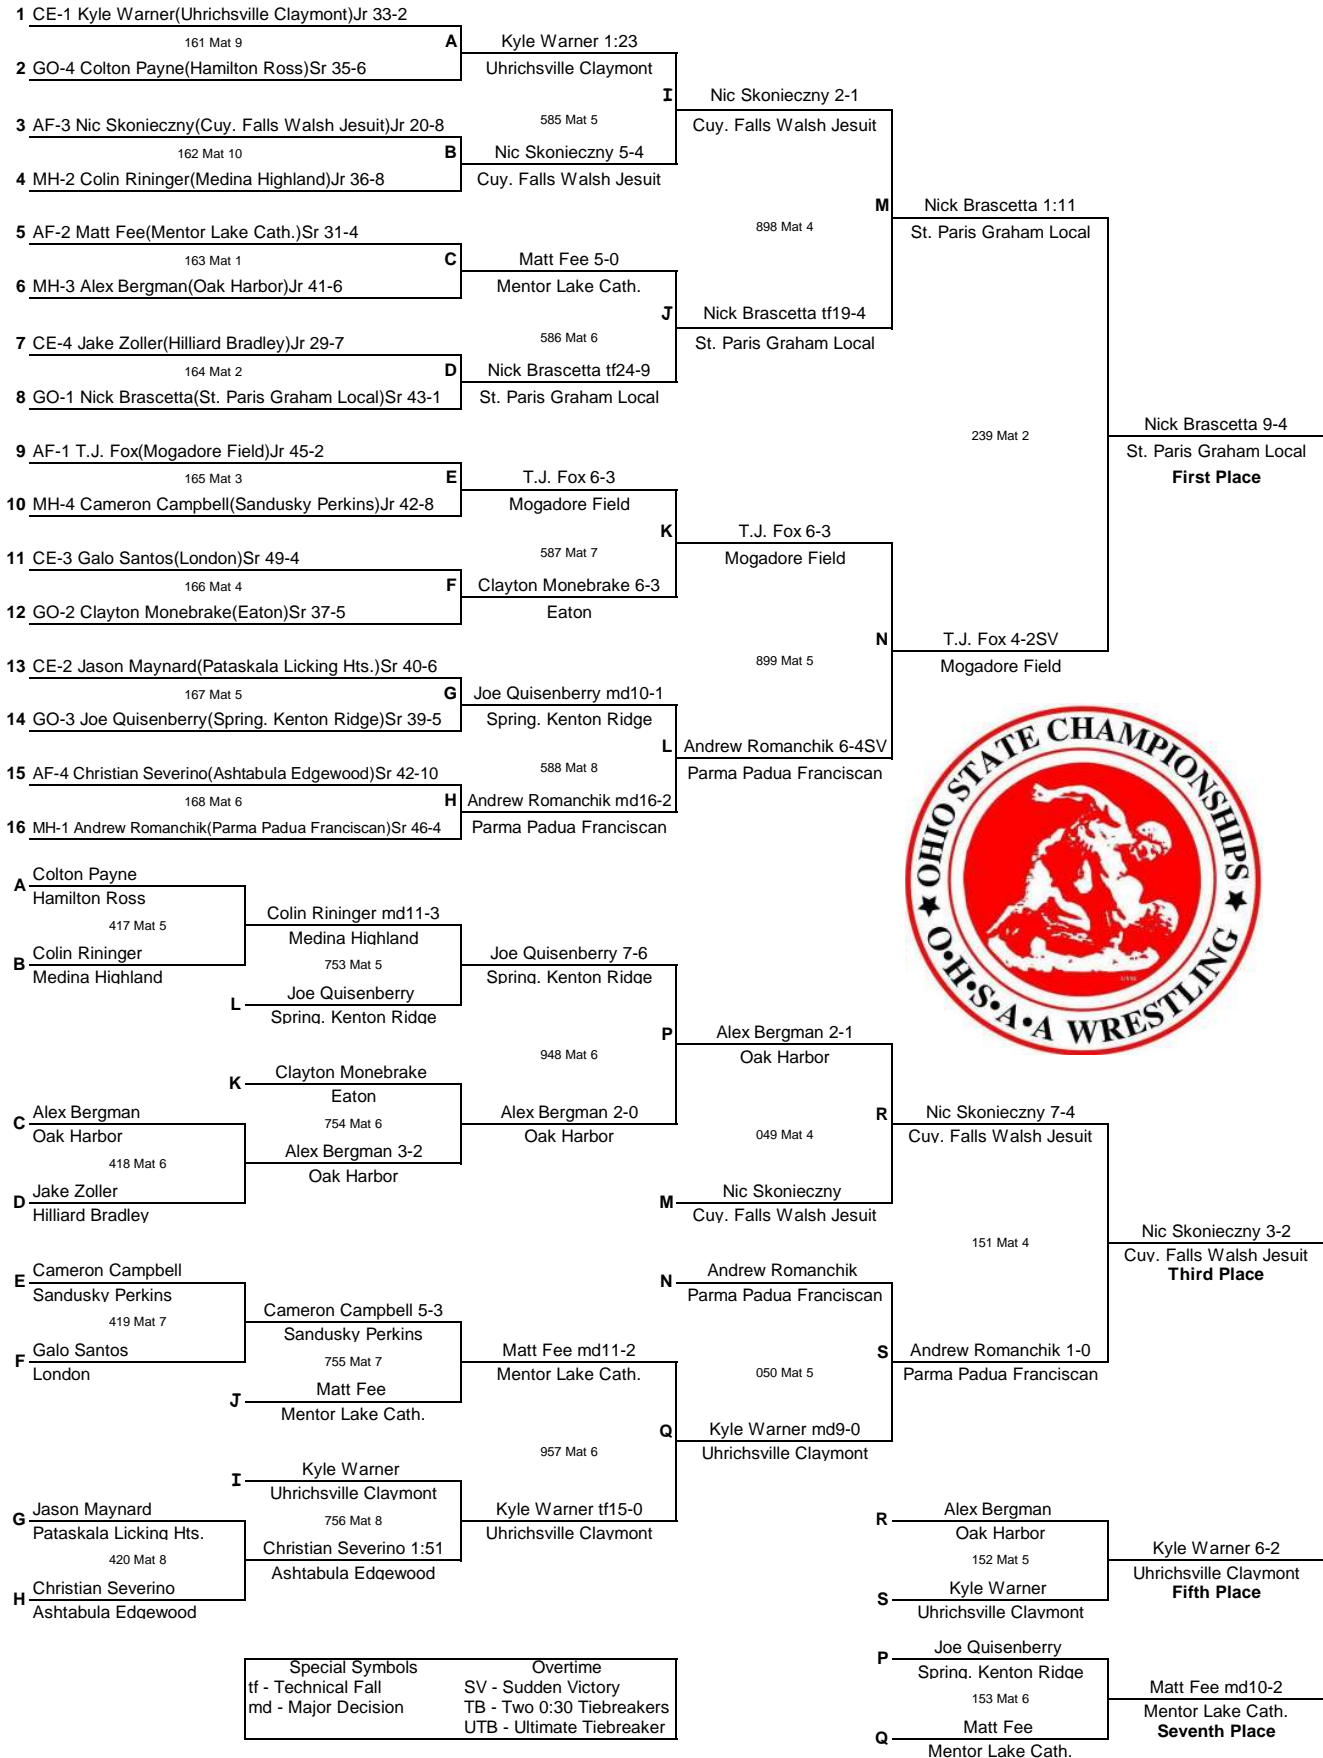 1 CE-1 Kyle Warner(Uhrichsville Claymont)Jr 33-2
161 Mat 9
A
2 GO-4 Colton Payne(Hamilton Ross)Sr 35-6
Kyle Warner 1:23
Uhrichsville Claymont
I
585 Mat 5
Nic Skonieczny 2-1
Cuy. Falls Walsh Jesuit
3 AF-3 Nic Skonieczny(Cuy. Falls Walsh Jesuit)Jr 20-8
162 Mat 10
B
4 MH-2 Colin Rininger(Medina Highland)Jr 36-8
Nic Skonieczny 5-4
Cuy. Falls Walsh Jesuit
M
898 Mat 4
Nick Brascetta 1:11
St. Paris Graham Local
5 AF-2 Matt Fee(Mentor Lake Cath.)Sr 31-4
163 Mat 1
C
6 MH-3 Alex Bergman(Oak Harbor)Jr 41-6
Matt Fee 5-0
Mentor Lake Cath.
J
586 Mat 6
Nick Brascetta tf19-4
St. Paris Graham Local
7 CE-4 Jake Zoller(Hilliard Bradley)Jr 29-7
164 Mat 2
D
8 GO-1 Nick Brascetta(St. Paris Graham Local)Sr 43-1
Nick Brascetta tf24-9
St. Paris Graham Local
239 Mat 2
Nick Brascetta 9-4
St. Paris Graham Local
First Place
9 AF-1 T.J. Fox(Mogadore Field)Jr 45-2
165 Mat 3
E
10 MH-4 Cameron Campbell(Sandusky Perkins)Jr 42-8
T.J. Fox 6-3
Mogadore Field
K
587 Mat 7
T.J. Fox 6-3
Mogadore Field
11 CE-3 Galo Santos(London)Sr 49-4
166 Mat 4
F
12 GO-2 Clayton Monebrake(Eaton)Sr 37-5
Clayton Monebrake 6-3
Eaton
N
899 Mat 5
T.J. Fox 4-2SV
Mogadore Field
13 CE-2 Jason Maynard(Pataskala Licking Hts.)Sr 40-6
167 Mat 5
G
14 GO-3 Joe Quisenberry(Spring. Kenton Ridge)Sr 39-5
Joe Quisenberry md10-1
Spring. Kenton Ridge
L
588 Mat 8
Andrew Romanchik 6-4SV
Parma Padua Franciscan
15 AF-4 Christian Severino(Ashtabula Edgewood)Sr 42-10
168 Mat 6
H
16 MH-1 Andrew Romanchik(Parma Padua Franciscan)Sr 46-4
Andrew Romanchik md16-2
Parma Padua Franciscan
★ OHIO STATE CHAMPIONSHIPS ★
O•H•S•A•A WRESTLING
A Colton Payne
Hamilton Ross
417 Mat 5
B Colin Rininger
Medina Highland
Colin Rininger md11-3
Medina Highland
753 Mat 5
L Joe Quisenberry
Spring. Kenton Ridge
Joe Quisenberry 7-6
Spring. Kenton Ridge
948 Mat 6
P
Alex Bergman 2-1
Oak Harbor
K Clayton Monebrake
Eaton
754 Mat 6
C Alex Bergman
Oak Harbor
418 Mat 6
D Jake Zoller
Hilliard Bradley
Alex Bergman 3-2
Oak Harbor
Alex Bergman 2-0
Oak Harbor
049 Mat 4
R
M Nic Skonieczny
Cuy. Falls Walsh Jesuit
Nic Skonieczny 7-4
Cuy. Falls Walsh Jesuit
151 Mat 4
Nic Skonieczny 3-2
Cuy. Falls Walsh Jesuit
Third Place
E Cameron Campbell
Sandusky Perkins
419 Mat 7
F Galo Santos
London
Cameron Campbell 5-3
Sandusky Perkins
755 Mat 7
J Matt Fee
Mentor Lake Cath.
Matt Fee md11-2
Mentor Lake Cath.
957 Mat 6
Q
N Andrew Romanchik
Parma Padua Franciscan
050 Mat 5
S
Kyle Warner md9-0
Uhrichsville Claymont
Andrew Romanchik 1-0
Parma Padua Franciscan
I Kyle Warner
Uhrichsville Claymont
756 Mat 8
G Jason Maynard
Pataskala Licking Hts.
420 Mat 8
H Christian Severino
Ashtabula Edgewood
Christian Severino 1:51
Ashtabula Edgewood
Kyle Warner tf15-0
Uhrichsville Claymont
R Alex Bergman
Oak Harbor
152 Mat 5
S Kyle Warner
Uhrichsville Claymont
Kyle Warner 6-2
Uhrichsville Claymont
Fifth Place
P Joe Quisenberry
Spring. Kenton Ridge
153 Mat 6
Q Matt Fee
Mentor Lake Cath.
Matt Fee md10-2
Mentor Lake Cath.
Seventh Place
Special Symbols Overtime
tf - Technical Fall SV - Sudden Victory
md - Major Decision TB - Two 0:30 Tiebreakers
UTB - Ultimate Tiebreaker